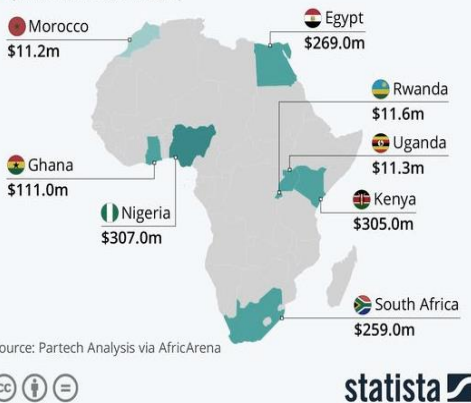 Morocco
$11.2m
Egypt
$269.0m
Rwanda
$11.6m
Uganda
$11.3m
Ghana
$111.0m
Kenya
$305.0m
Nigeria
$307.0m
South Africa
$259.0m
ource: Partech Analysis via AfricArena
cc
statista